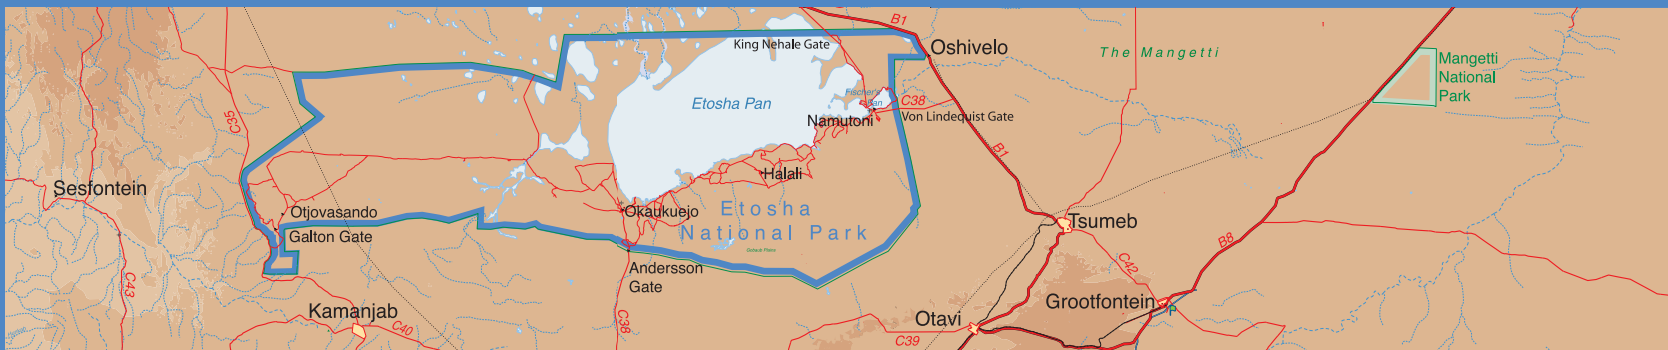 B1
King Nehale Gate
Oshivelo
The Mangetti
Mangetti
National
Park
Etosha Pan
Fischer's
Pan
C38
C35
Namutoni
Von Lindequist Gate
B1
Halali
Sesfontein
Otjovasando
Okaukuejo
Etosha
National Park
Galton Gate
Tsumeb
B8
Andersson
Gate
C42
C43
Kamanjab
C40
C38
Otavi
C39
Grootfontein